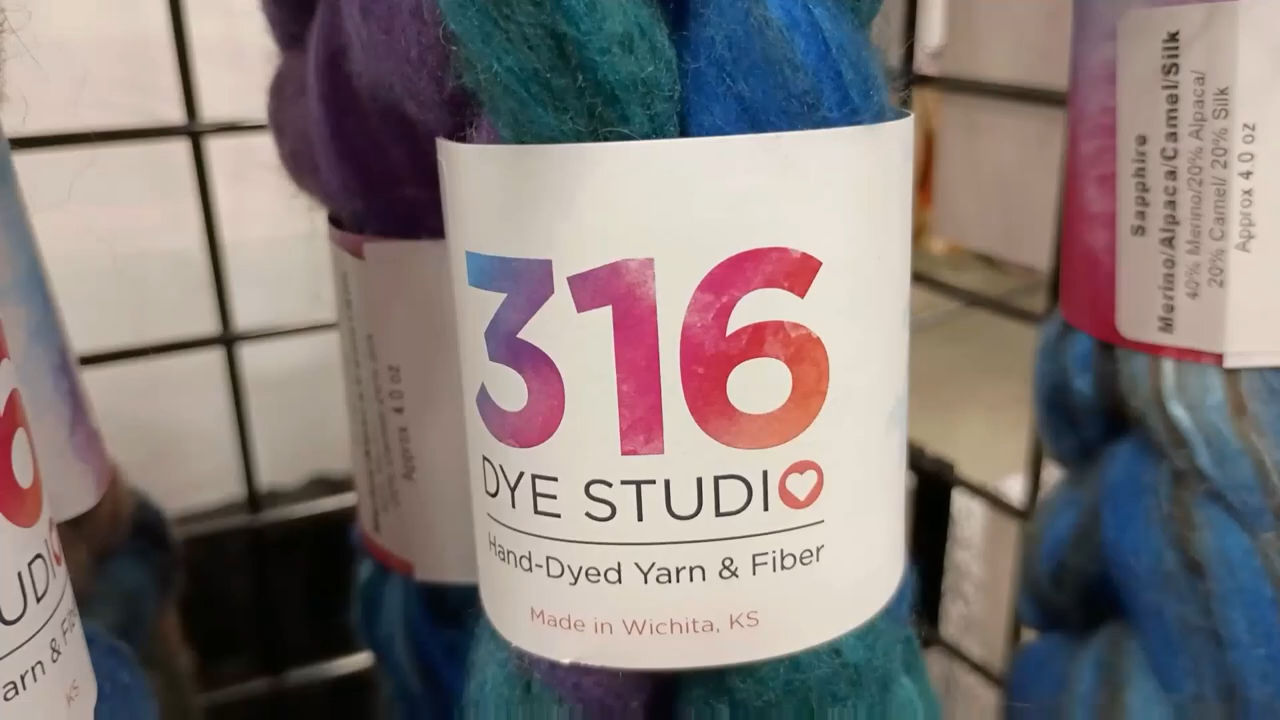 316
DYE STUDIO
Hand-Dyed Yarn & Fiber
Made in Wichita, KS
Sapphire
Merino/Alpaca/Camel/Silk
40% Merino/20% Alpaca/
20% Camel/ 20% Silk
Approx 4.0 oz
Approx 4.0 oz
UDIO
arn & Fib
KS